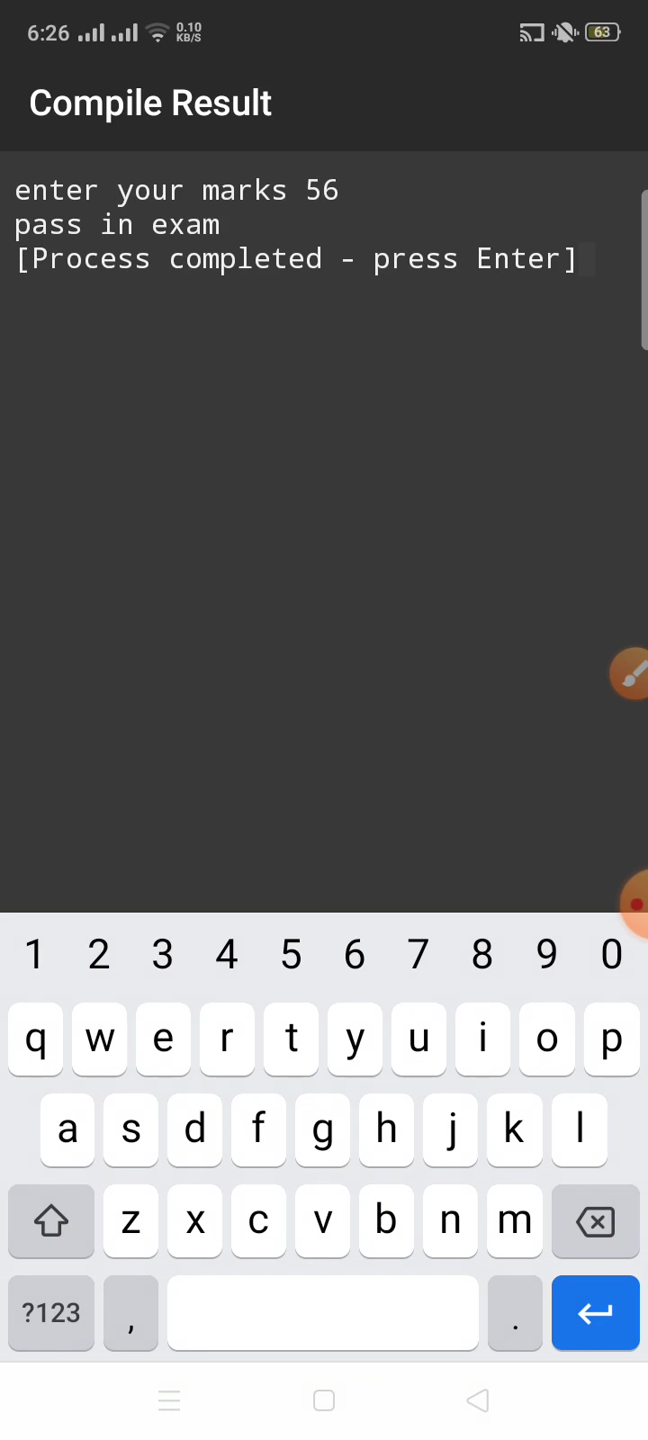 6:26 0.10 KB/S 63
Compile Result
enter your marks 56
pass in exam
[Process completed - press Enter]
1 2 3 4 5 6 7 8 9 0
q w e r t y u i o p
a s d f g h j k l
z x c v b n m
?123 , .